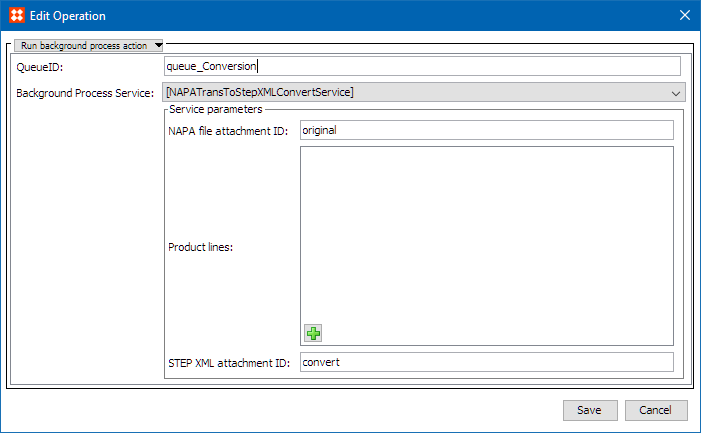 Edit Operation
Run background process action
QueueID: queue_Conversion
Background Process Service: [NAPATransToStepXMLConvertService]
Service parameters
NAPA file attachment ID: original
Product lines:
STEP XML attachment ID: convert
Save Cancel